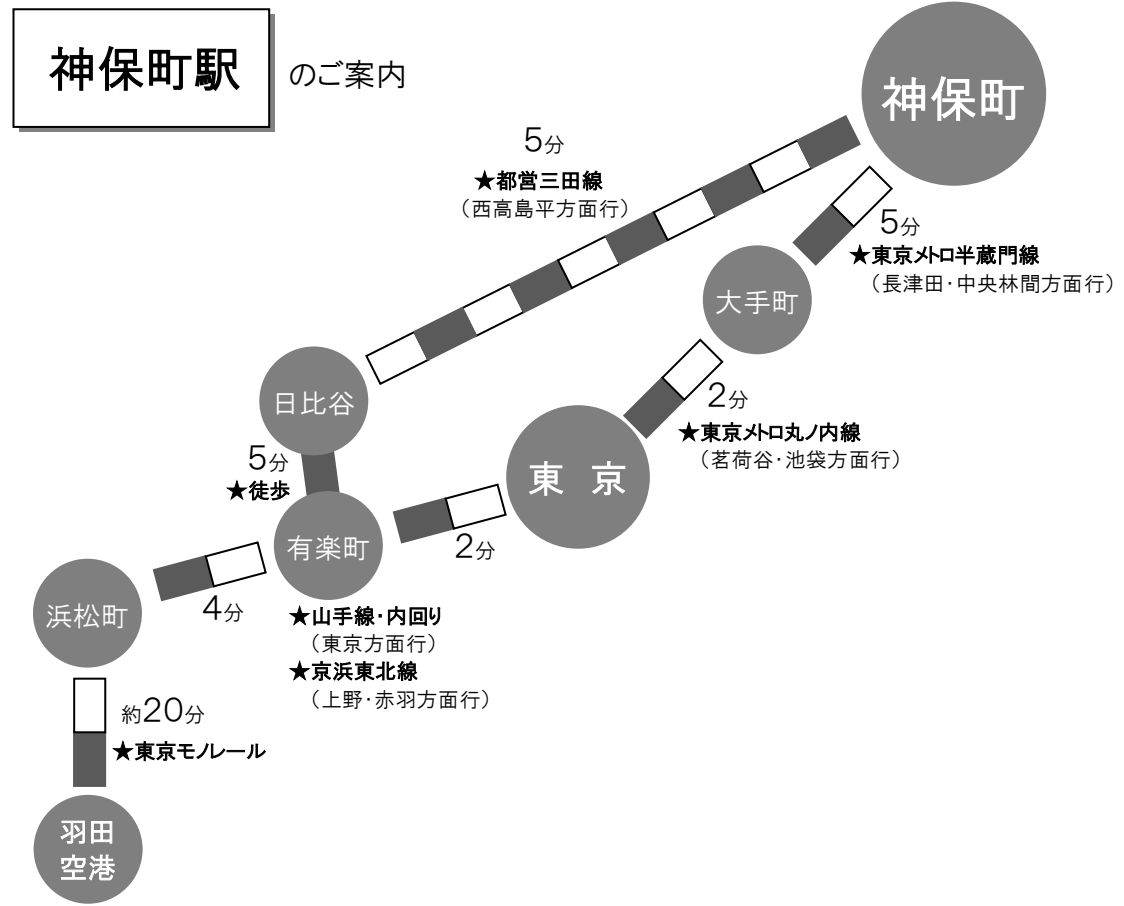 神保町駅 のご案内
神保町
5分
★都営三田線
（西高島平方面行）
5分
★東京メトロ半蔵門線
（長津田・中央林間方面行）
大手町
日比谷
2分
★東京メトロ丸ノ内線
（茗荷谷・池袋方面行）
5分
★徒歩
東 京
有楽町
2分
浜松町
4分
★山手線・内回り
（東京方面行）
★京浜東北線
（上野・赤羽方面行）
約20分
★東京モノレール
羽田
空港